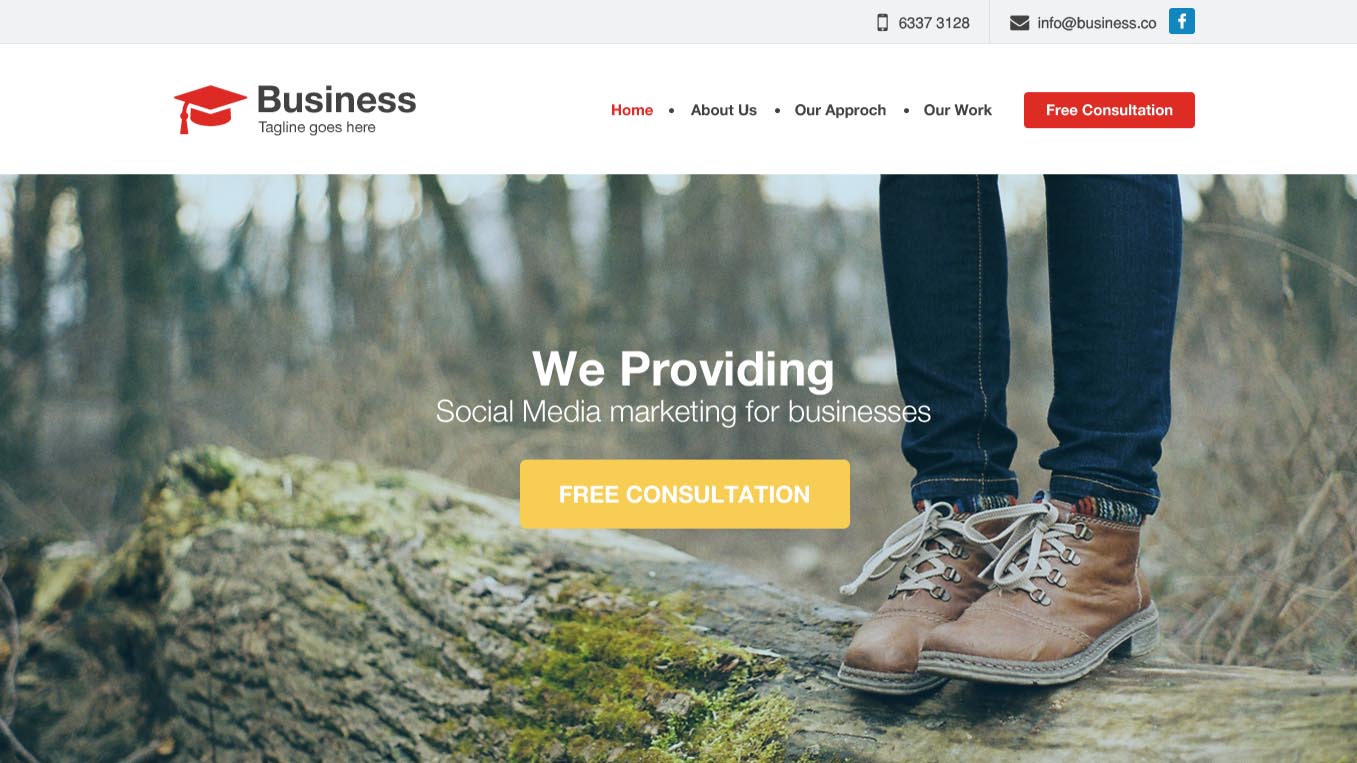 6337 3128
info@business.co
Business
Tagline goes here
Home • About Us • Our Approch • Our Work
Free Consultation
We Providing
Social Media marketing for businesses
FREE CONSULTATION